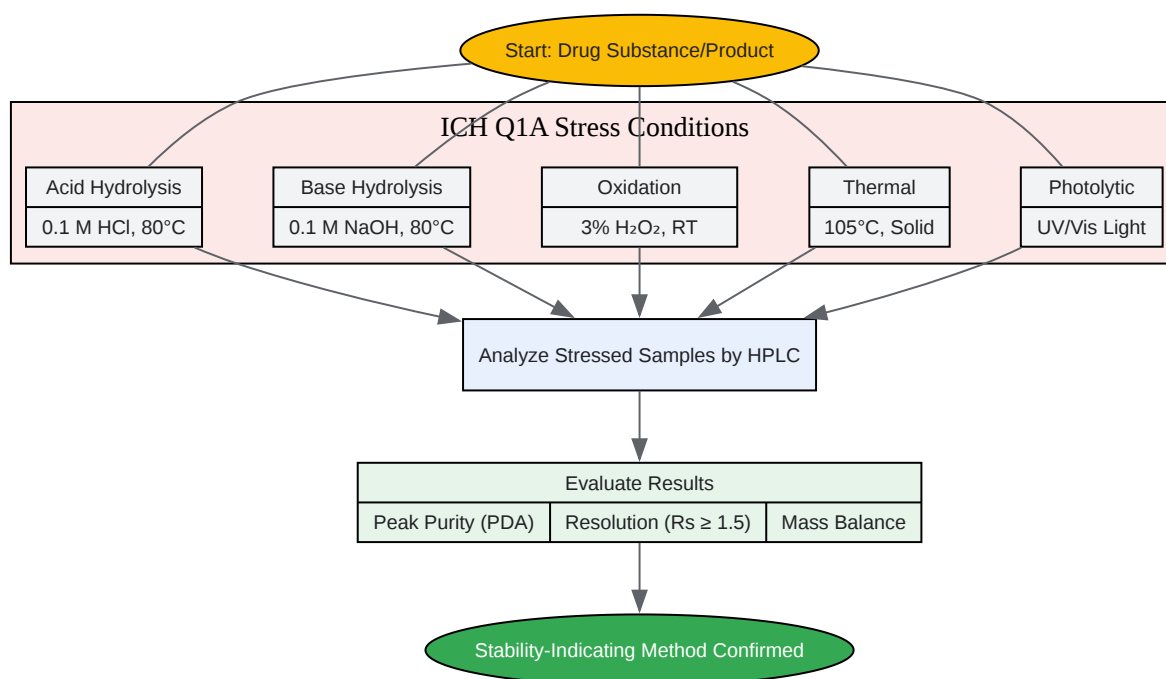 Start: Drug Substance/Product
ICH Q1A Stress Conditions
Acid Hydrolysis
0.1 M HCl, 80°C
Base Hydrolysis
0.1 M NaOH, 80°C
Oxidation
3% H₂O₂, RT
Thermal
105°C, Solid
Photolytic
UV/Vis Light
Analyze Stressed Samples by HPLC
Evaluate Results
Peak Purity (PDA)
Resolution (Rs ≥ 1.5)
Mass Balance
Stability-Indicating Method Confirmed